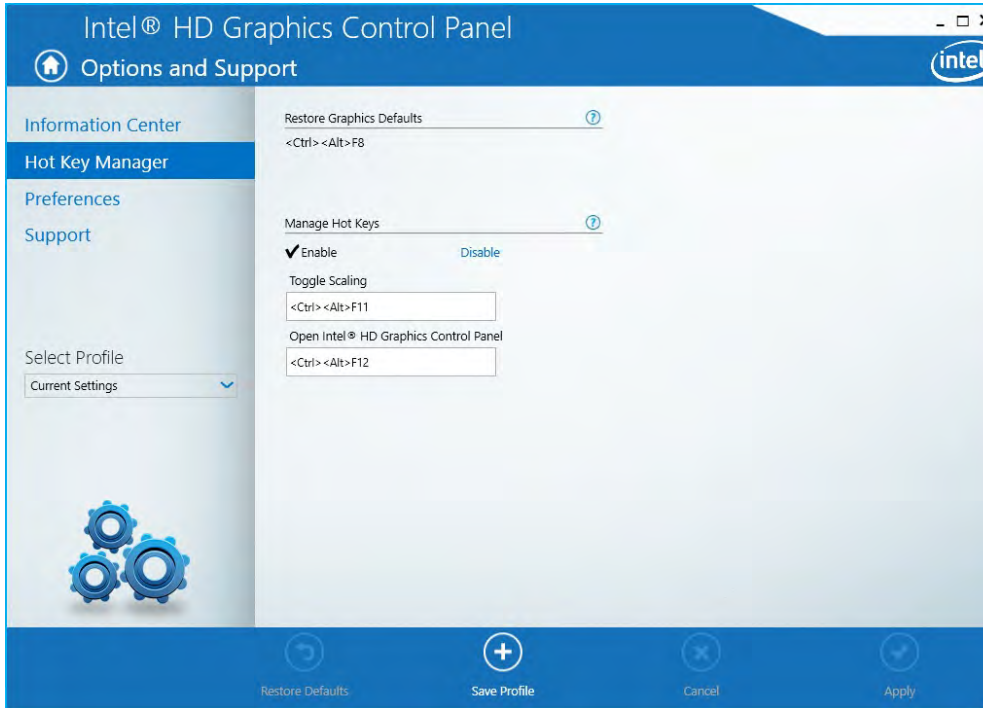 Intel® HD Graphics Control Panel
Options and Support
intel
Information Center
Hot Key Manager
Preferences
Support
Select Profile
Current Settings
Restore Graphics Defaults
<Ctrl><Alt>F8
Manage Hot Keys
Enable Disable
Toggle Scaling
<Ctrl><Alt>F11
Open Intel® HD Graphics Control Panel
<Ctrl><Alt>F12
Restore Defaults Save Profile Cancel Apply